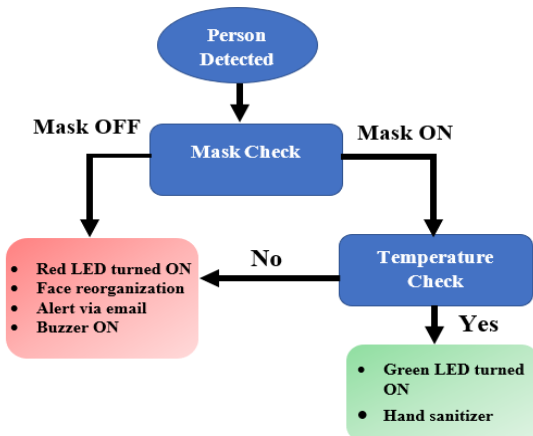 Person
Detected
Mask OFF
Mask ON
Mask Check
• Red LED turned ON
• Face reorganization
• Alert via email
• Buzzer ON
No
Temperature
Check
Yes
• Green LED turned
ON
• Hand sanitizer